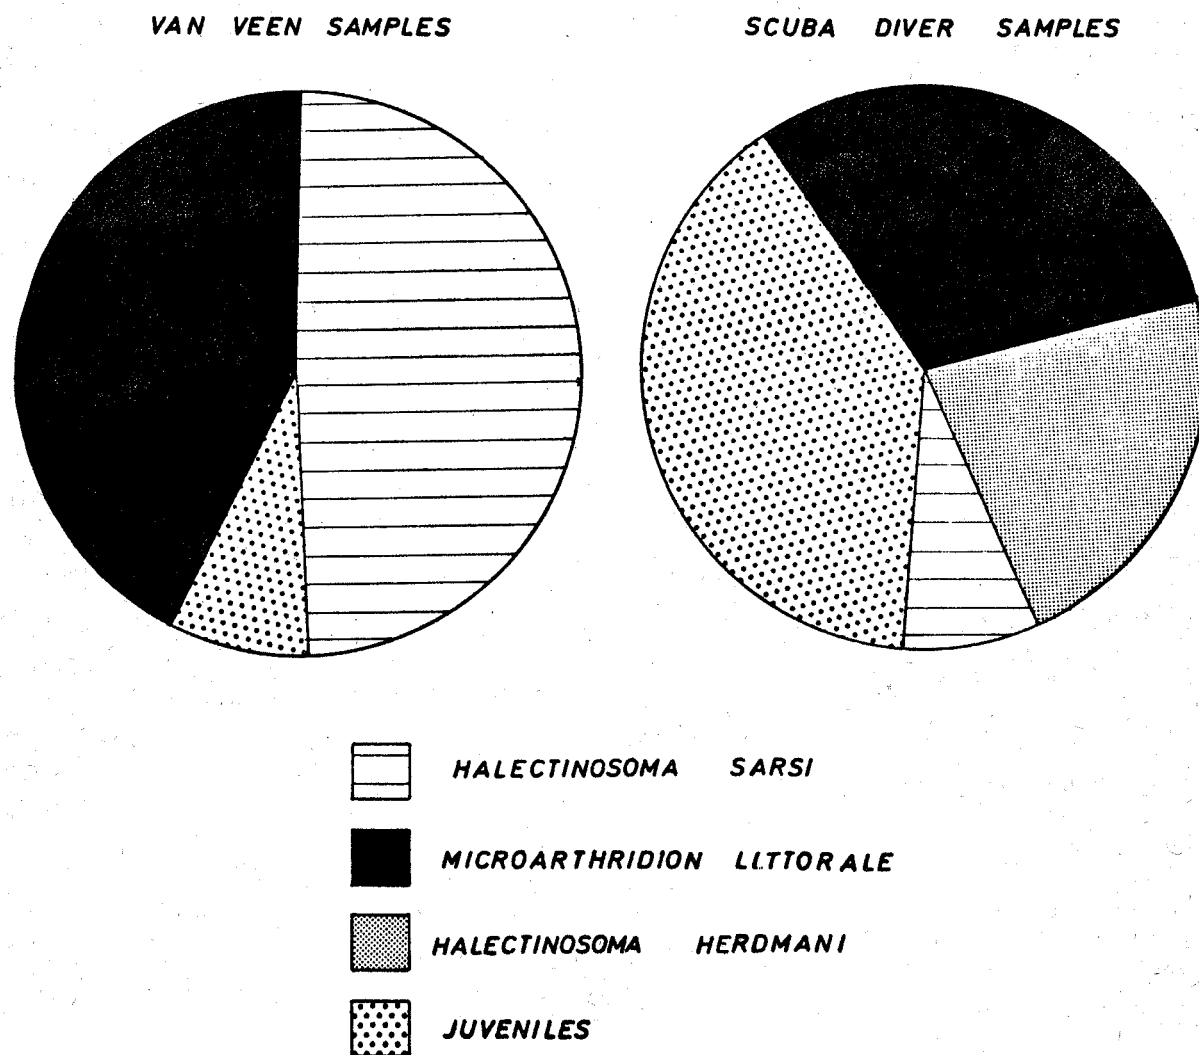 VAN VEEN SAMPLES
SCUBA DIVER SAMPLES
HALECTINOSOMA SARSI
MICROARTHRIDION LITTORALE
HALECTINOSOMA HERDMANI
JUVENILES